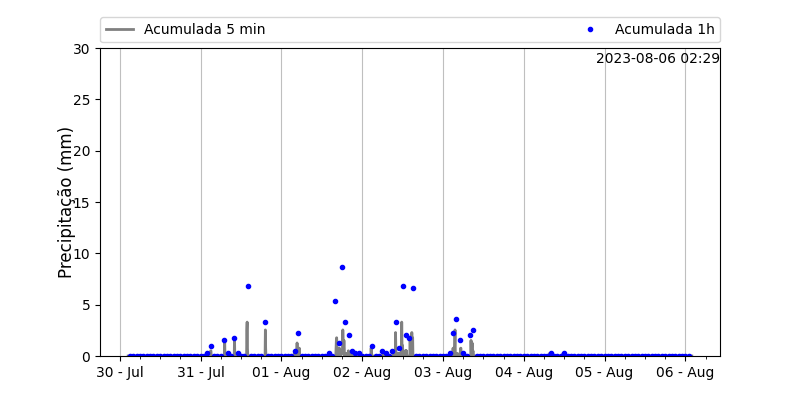 Acumulada 5 min
Acumulada 1h
2023-08-06 02:29
Precipitação (mm)
30
25
20
15
10
5
0
30 - Jul
31 - Jul
01 - Aug
02 - Aug
03 - Aug
04 - Aug
05 - Aug
06 - Aug